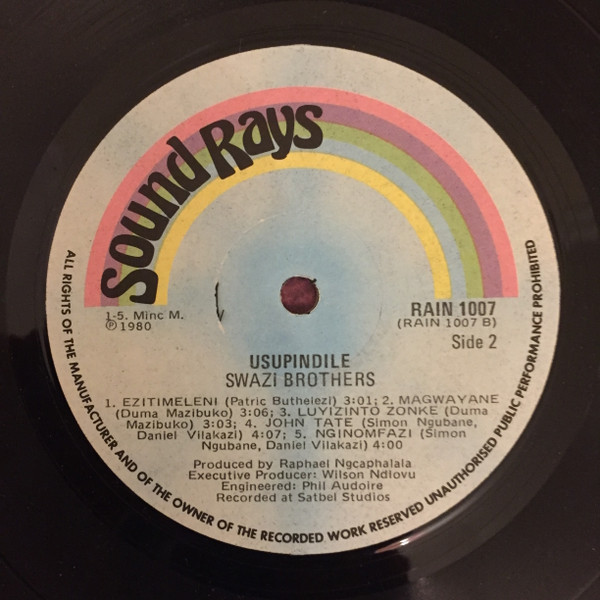 Sound Rays
1-5. Minc M.
℗ 1980
RAIN 1007
(RAIN 1007 B)
Side 2
USUPINDILE
SWAZI BROTHERS
1. EZITIMELENI (Patric Buthelezi) 3:01; 2. MAGWAYANE
(Duma Mazibuko) 3:06; 3. LUYIZINTO ZONKE (Duma
Mazibuko) 3:03; 4. JOHN TATE (Simon Ngubane,
Daniel Vilakazi) 4:07; 5. NGINOMFAZI (Simon
Ngubane, Daniel Vilakazi) 4:00
Produced by Raphael Ngcaphalala
Executive Producer: Wilson Ndlovu
Engineered: Phil Audoire
Recorded at Satbel Studios
ALL RIGHTS OF THE MANUFACTURER AND OF THE OWNER OF THE RECORDED WORK RESERVED UNAUTHORISED PUBLIC PERFORMANCE PROHIBITED